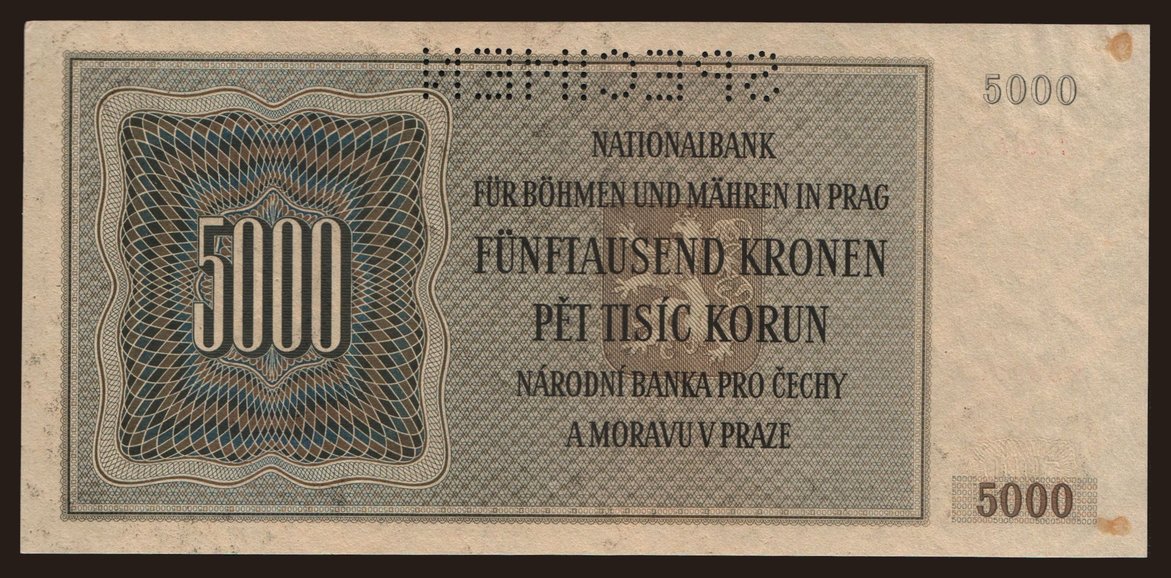 SPECIMEN
5000
NATIONALBANK
FÜR BÖHMEN UND MÄHREN IN PRAG
5000
FÜNFTAUSEND KRONEN
PĚT TISÍC KORUN
NÁRODNÍ BANKA PRO ČECHY
A MORAVU V PRAZE
5000